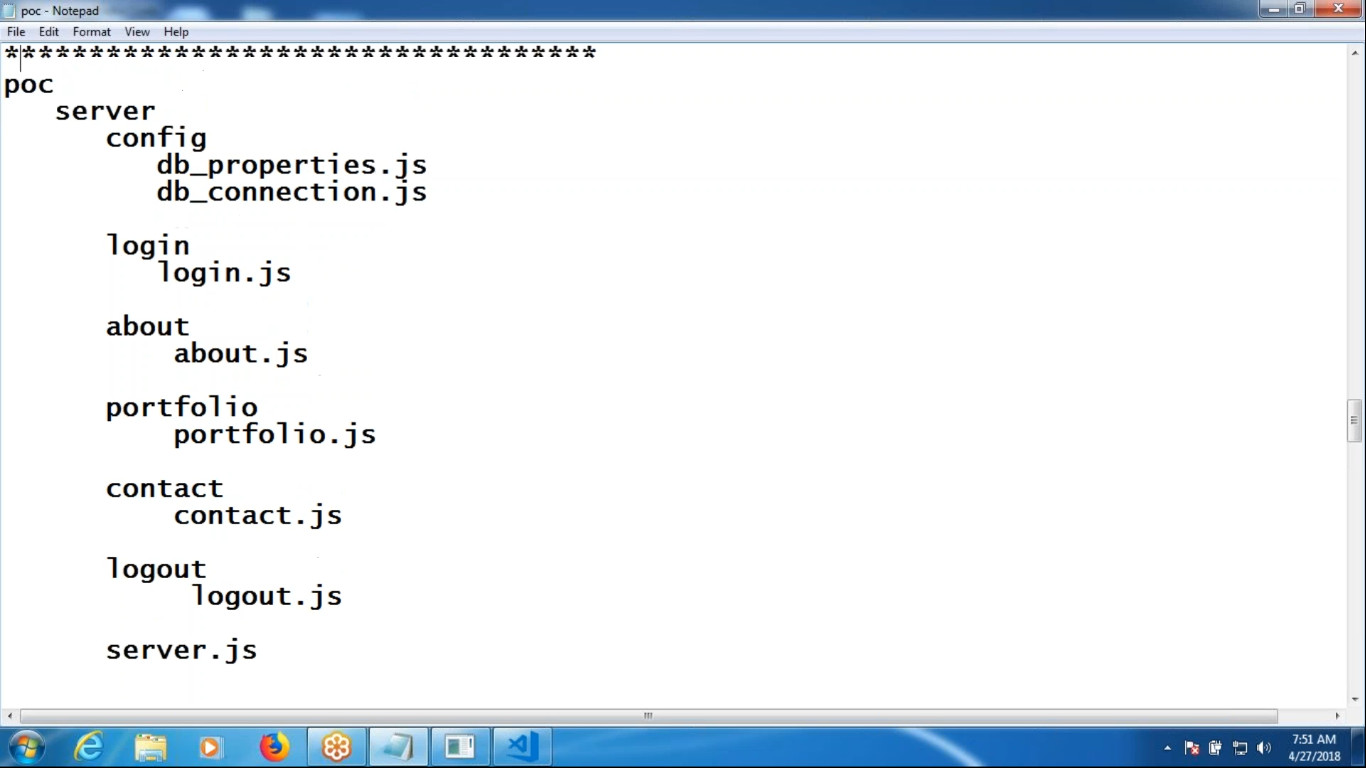 poc - Notepad
File Edit Format View Help
***********************************
poc
server
config
db_properties.js
db_connection.js
login
login.js
about
about.js
portfolio
portfolio.js
contact
contact.js
logout
logout.js
server.js
7:51 AM
4/27/2018